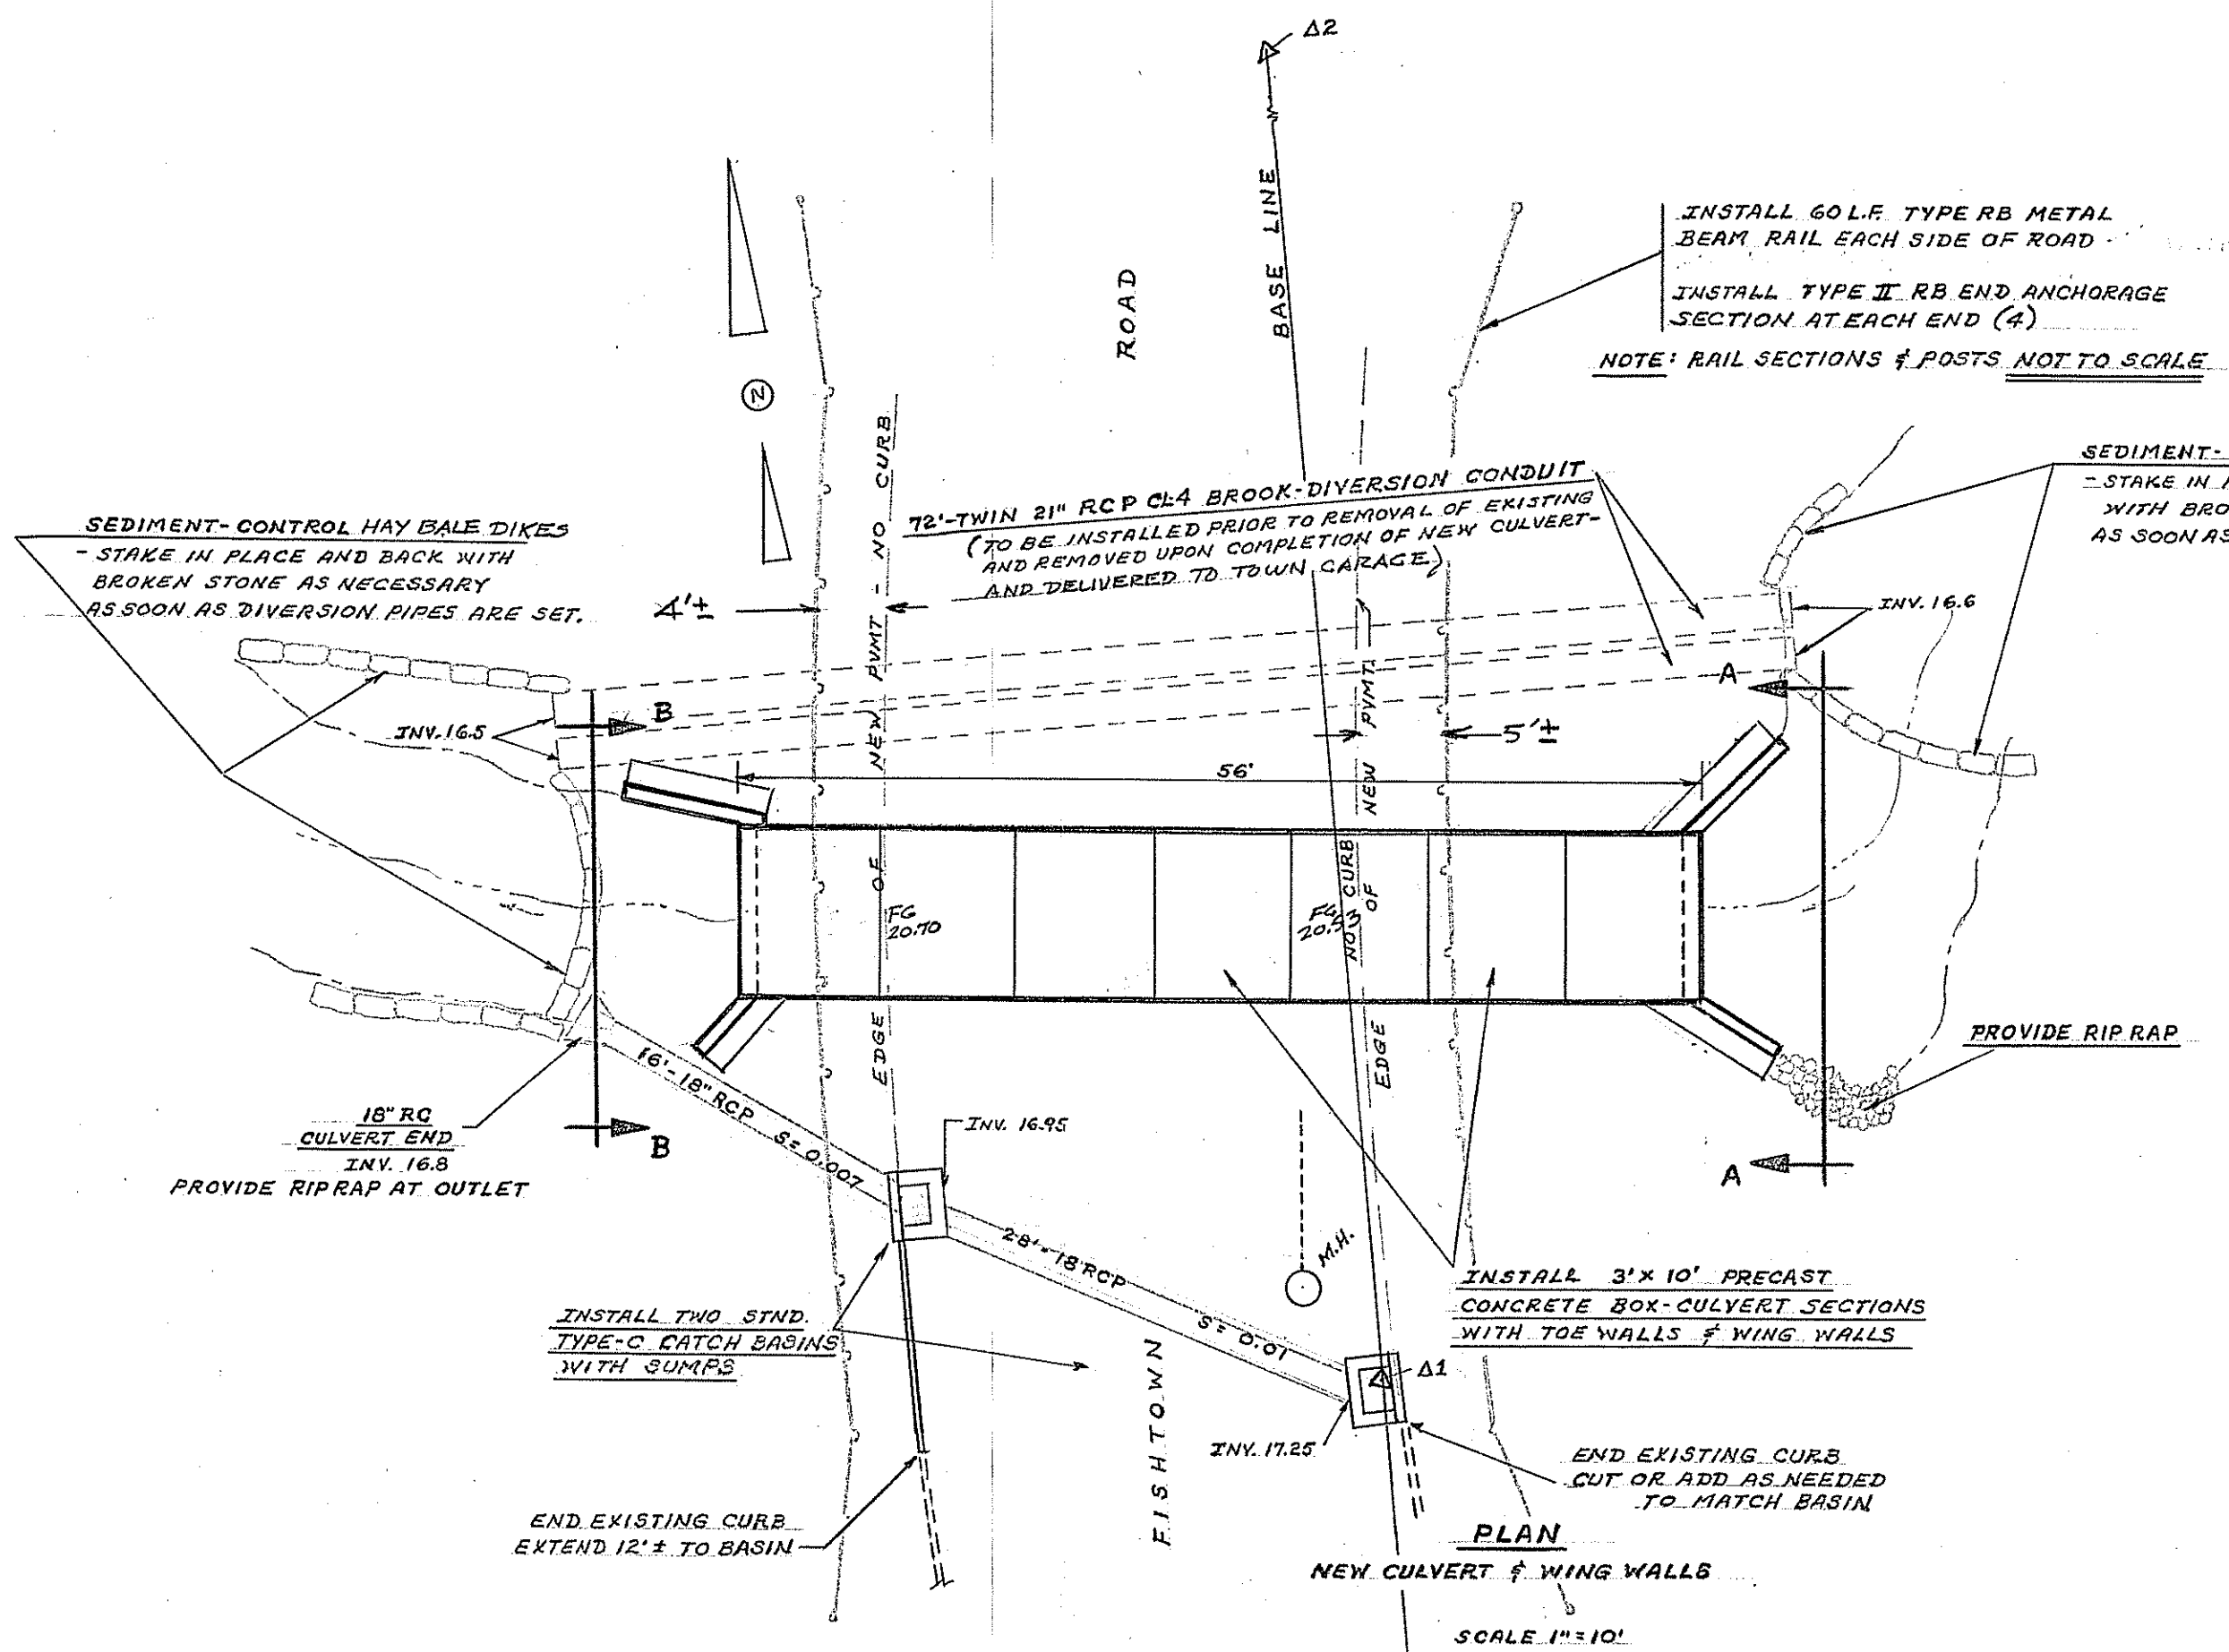 Δ2
BASE LINE
ROAD
INSTALL 60 L.F. TYPE RB METAL
BEAM RAIL EACH SIDE OF ROAD
INSTALL TYPE II RB END ANCHORAGE
SECTION AT EACH END (4)
NOTE: RAIL SECTIONS & POSTS NOT TO SCALE
N
SEDIMENT-
- STAKE IN
WITH BRO
AS SOON AS
72'-TWIN 21" RCP CL4 BROOK-DIVERSION CONDUIT
(TO BE INSTALLED PRIOR TO REMOVAL OF EXISTING
AND REMOVED UPON COMPLETION OF NEW CULVERT-
AND DELIVERED TO TOWN GARAGE)
SEDIMENT-CONTROL HAY BALE DIKES
- STAKE IN PLACE AND BACK WITH
BROKEN STONE AS NECESSARY
AS SOON AS DIVERSION PIPES ARE SET.
4'±
EDGE OF NEW PVMT - NO CURB
INV. 16.6
INV. 16.5
B
A
5'±
56'
EDGE OF NEW PVMT.
NO CURB
FG
20.70
FG
20.53
PROVIDE RIP RAP
16'-18" RCP S=0.007
18" RC
CULVERT END
INV. 16.8
PROVIDE RIP RAP AT OUTLET
B
INV. 16.95
A
28'-18" RCP S=0.01
M.H.
INSTALL 3' X 10' PRECAST
CONCRETE BOX-CULVERT SECTIONS
WITH TOE WALLS & WING WALLS
INSTALL TWO STND.
TYPE-C CATCH BASINS
WITH SUMPS
Δ1
FISHTOWN
INV. 17.25
END EXISTING CURB
CUT OR ADD AS NEEDED
TO MATCH BASIN
END EXISTING CURB
EXTEND 12'± TO BASIN
PLAN
NEW CULVERT & WING WALLS
SCALE 1"=10'